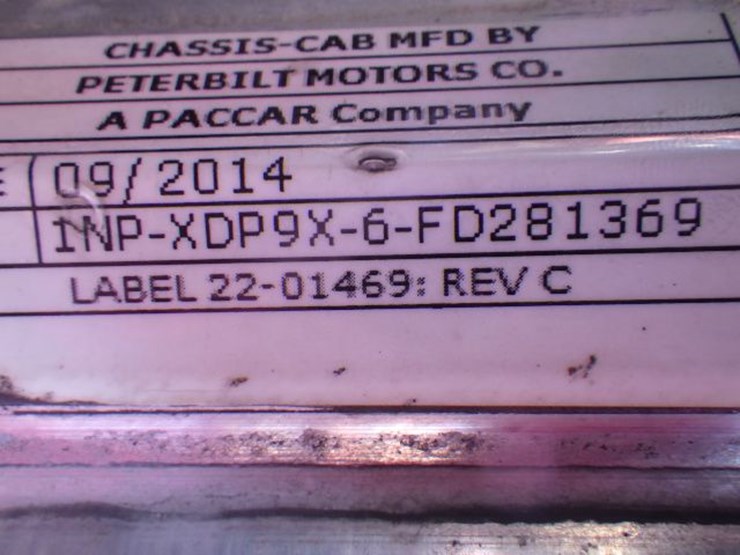 CHASSIS-CAB MFD BY
PETERBILT MOTORS CO.
A PACCAR Company
09/2014
1NP-XDP9X-6-FD281369
LABEL 22-01469: REV C